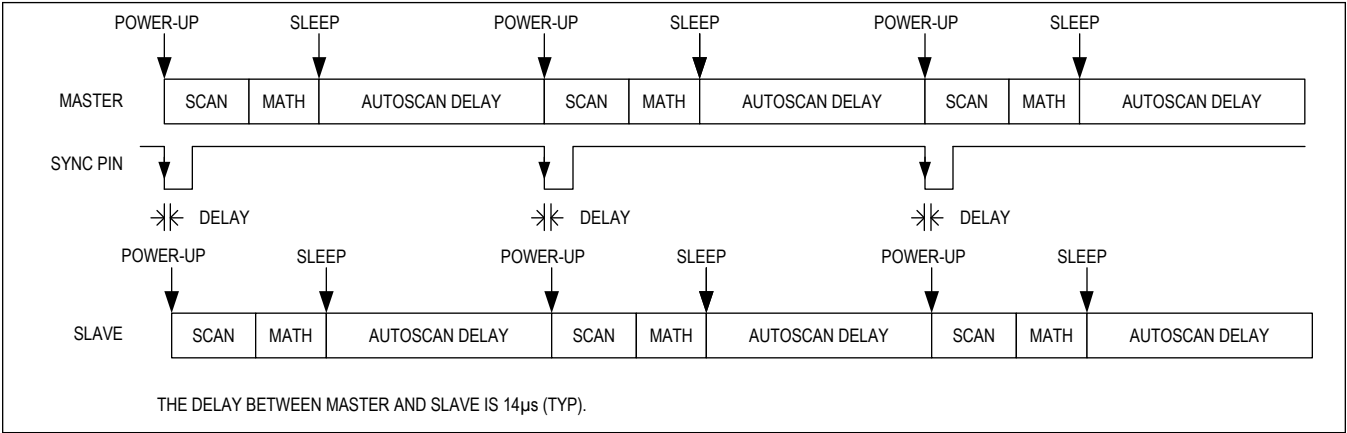 POWER-UP SLEEP POWER-UP SLEEP POWER-UP SLEEP
MASTER SCAN MATH AUTOSCAN DELAY SCAN MATH AUTOSCAN DELAY SCAN MATH AUTOSCAN DELAY
SYNC PIN
DELAY DELAY DELAY
POWER-UP SLEEP POWER-UP SLEEP POWER-UP SLEEP
SLAVE SCAN MATH AUTOSCAN DELAY SCAN MATH AUTOSCAN DELAY SCAN MATH AUTOSCAN DELAY
THE DELAY BETWEEN MASTER AND SLAVE IS 14µs (TYP).